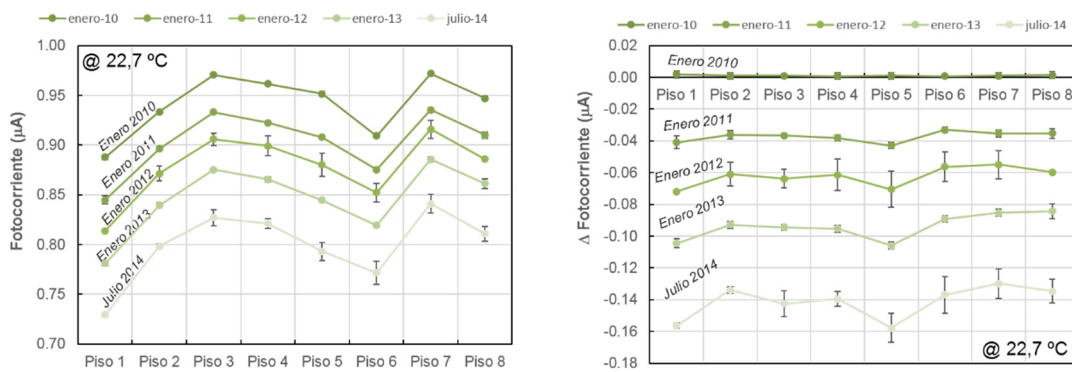 enero-10 enero-11 enero-12 enero-13 julio-14
@ 22,7 ºC
Fotocorriente (µA)
1.00
0.95
0.90
0.85
0.80
0.75
0.70
Enero 2010
Enero 2011
Enero 2012
Enero 2013
Julio 2014
Piso 1 Piso 2 Piso 3 Piso 4 Piso 5 Piso 6 Piso 7 Piso 8
enero-10 enero-11 enero-12 enero-13 julio-14
Δ Fotocorriente (µA)
0.02
0.00
-0.02
-0.04
-0.06
-0.08
-0.10
-0.12
-0.14
-0.16
-0.18
Enero 2010
Piso 1 Piso 2 Piso 3 Piso 4 Piso 5 Piso 6 Piso 7 Piso 8
Enero 2011
Enero 2012
Enero 2013
Julio 2014
@ 22,7 ºC